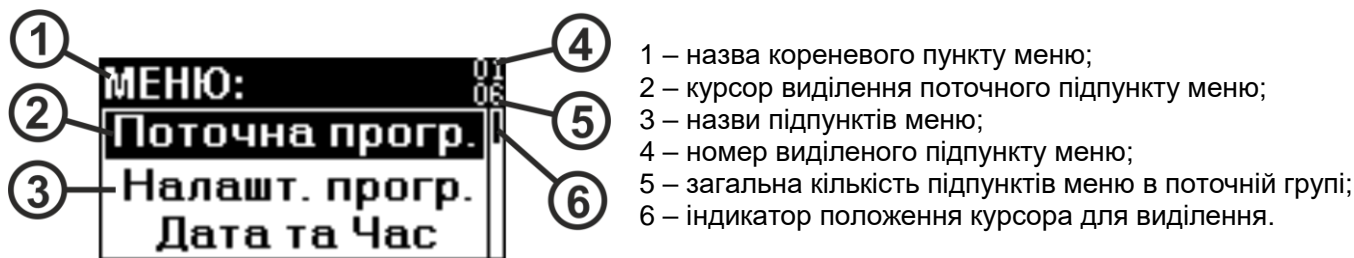 1
МЕНЮ:
01
06
Поточна прогр.
Налашт. прогр.
Дата та Час
2
3
4
5
6
1 – назва кореневого пункту меню;
2 – курсор виділення поточного підпункту меню;
3 – назви підпунктів меню;
4 – номер виділеного підпункту меню;
5 – загальна кількість підпунктів меню в поточній групі;
6 – індикатор положення курсора для виділення.